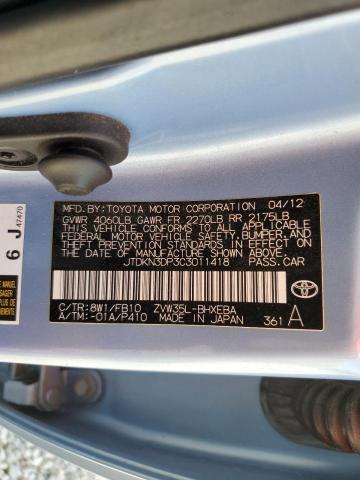 MFD.BY:TOYOTA MOTOR CORPORATION 04/12
GVWR 4060LB GAWR FR 2270LB RR 2175LB
THIS VEHICLE CONFORMS TO ALL APPLICABLE
FEDERAL MOTOR VEHICLE SAFETY, BUMPER, AND
THEFT PREVENTION STANDARDS IN EFFECT ON
THE DATE OF MANUFACTURE SHOWN ABOVE.
JTDKN3DP3C3011418 PASS.CAR
C/TR:8W1/FB10 ZVW35L-BHXEBA
A/TM:-01A/P410 MADE IN JAPAN 361 A
TOYOTA
6 J
47470